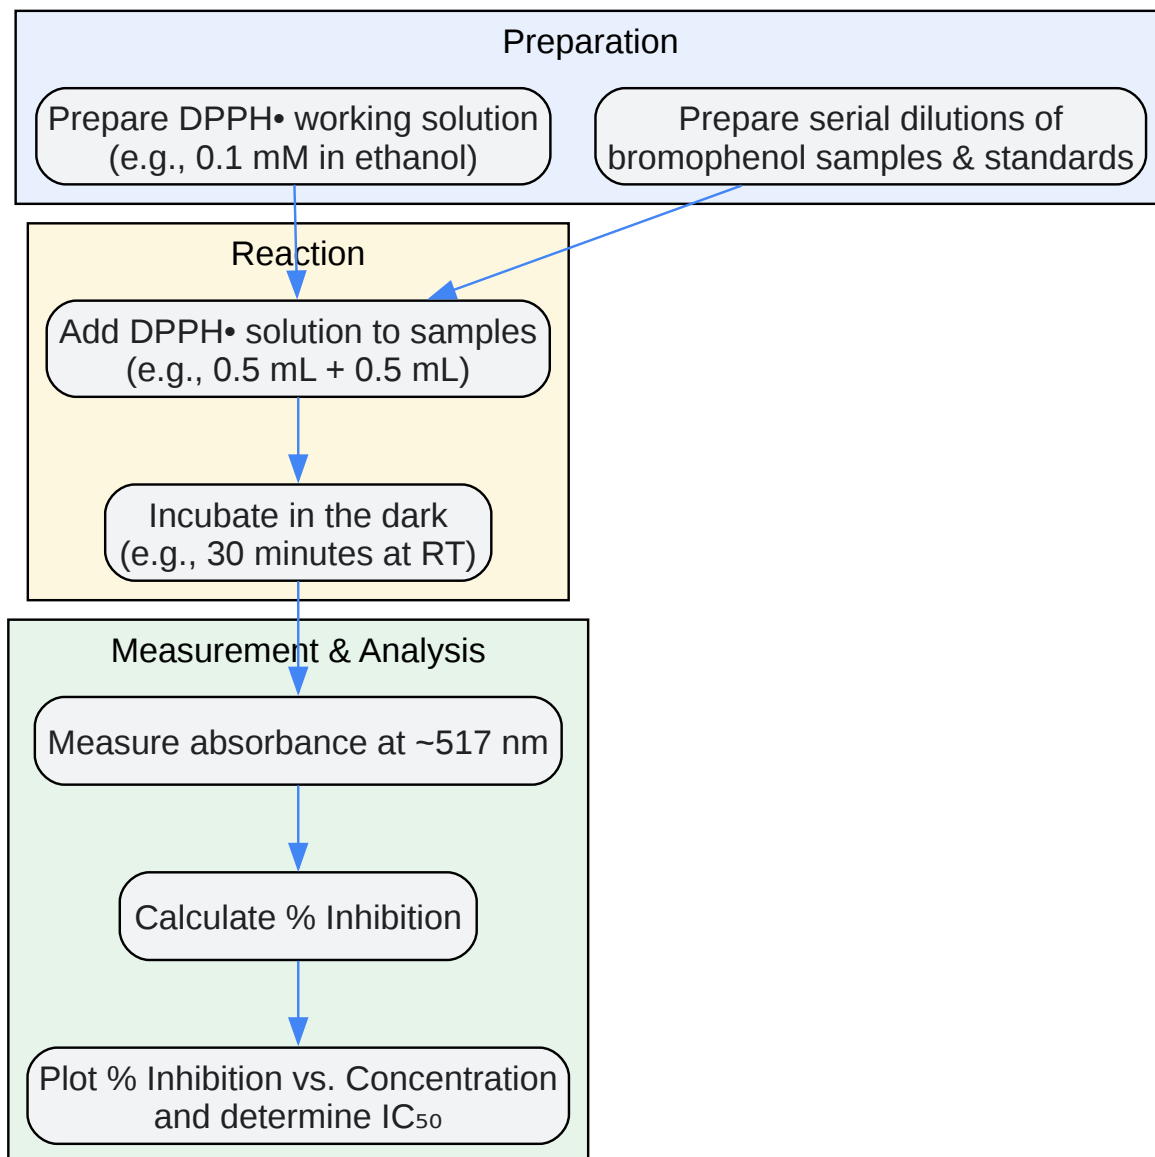 Preparation
Prepare DPPH• working solution
(e.g., 0.1 mM in ethanol)
Prepare serial dilutions of
bromophenol samples & standards
Reaction
Add DPPH• solution to samples
(e.g., 0.5 mL + 0.5 mL)
Incubate in the dark
(e.g., 30 minutes at RT)
Measurement & Analysis
Measure absorbance at ~517 nm
Calculate % Inhibition
Plot % Inhibition vs. Concentration
and determine IC₅₀